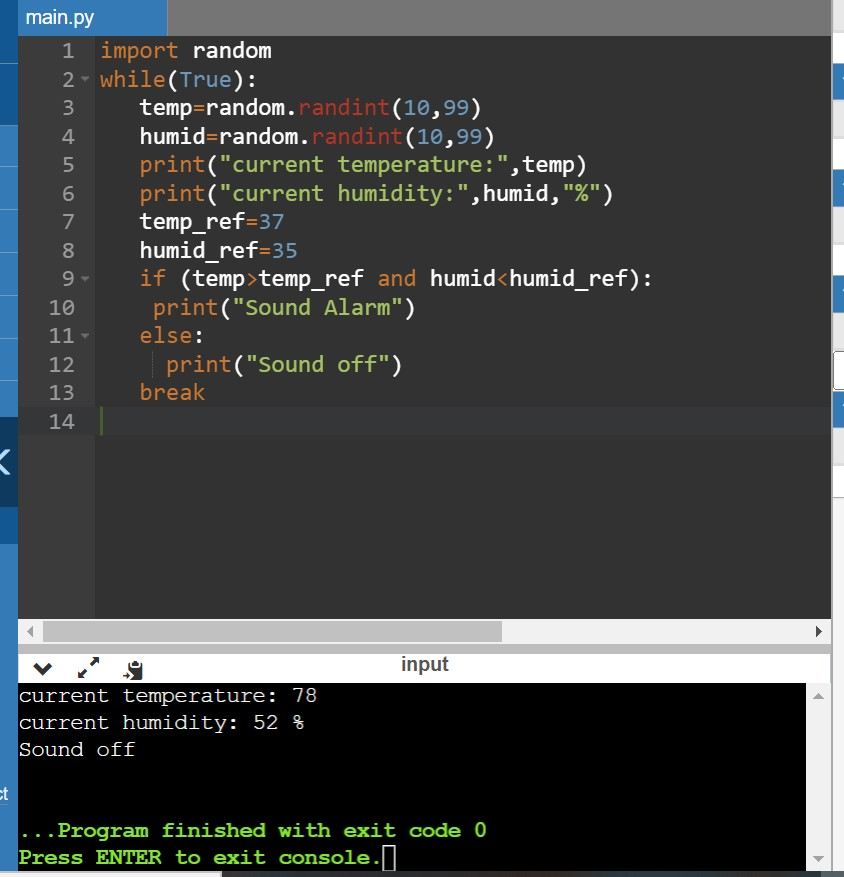 main.py
1 import random
2 while(True):
3    temp=random.randint(10,99)
4    humid=random.randint(10,99)
5    print("current temperature:",temp)
6    print("current humidity:",humid,"%")
7    temp_ref=37
8    humid_ref=35
9    if (temp>temp_ref and humid<humid_ref):
10     print("Sound Alarm")
11    else:
12      print("Sound off")
13    break
14
input
current temperature: 78
current humidity: 52 %
Sound off
ct
...Program finished with exit code 0
Press ENTER to exit console.